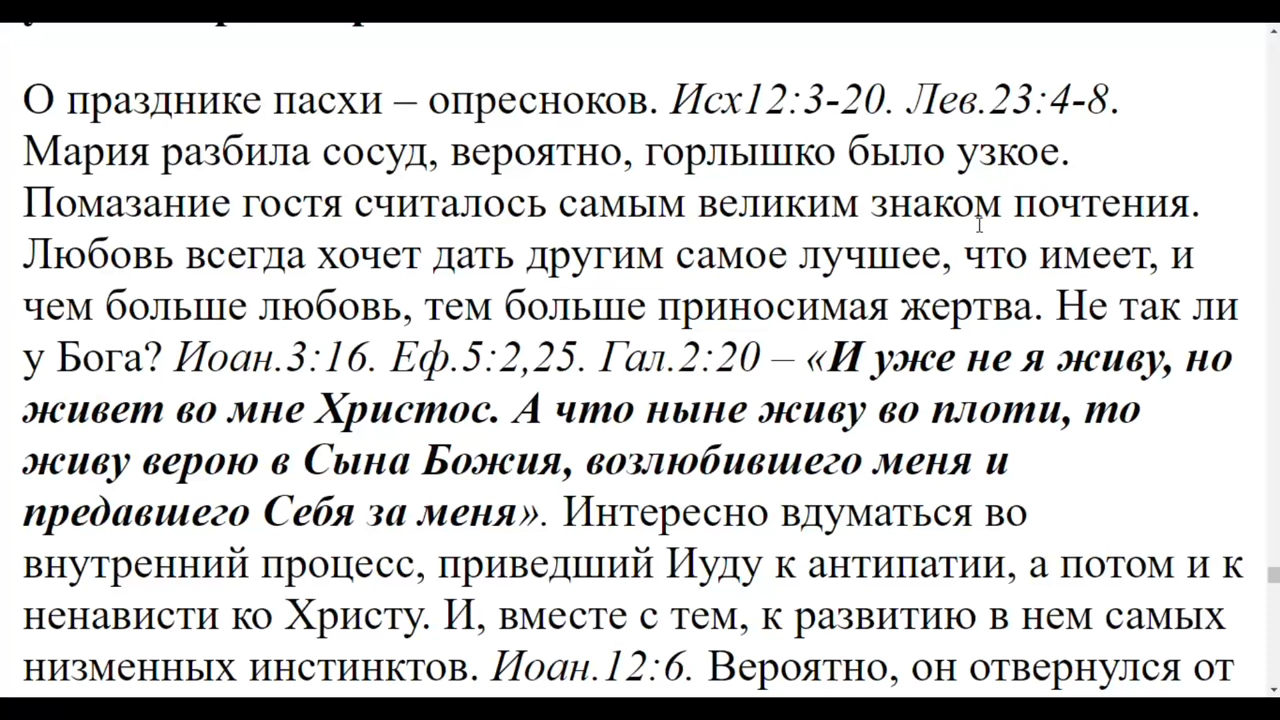 О празднике пасхи – опресноков. Исх12:3-20. Лев.23:4-8.
Мария разбила сосуд, вероятно, горлышко было узкое.
Помазание гостя считалось самым великим знаком почтения.
Любовь всегда хочет дать другим самое лучшее, что имеет, и
чем больше любовь, тем больше приносимая жертва. Не так ли
у Бога? Иоан.3:16. Еф.5:2,25. Гал.2:20 – «И уже не я живу, но
живет во мне Христос. А что ныне живу во плоти, то
живу верою в Сына Божия, возлюбившего меня и
предавшего Себя за меня». Интересно вдуматься во
внутренний процесс, приведший Иуду к антипатии, а потом и к
ненависти ко Христу. И, вместе с тем, к развитию в нем самых
низменных инстинктов. Иоан.12:6. Вероятно, он отвернулся от